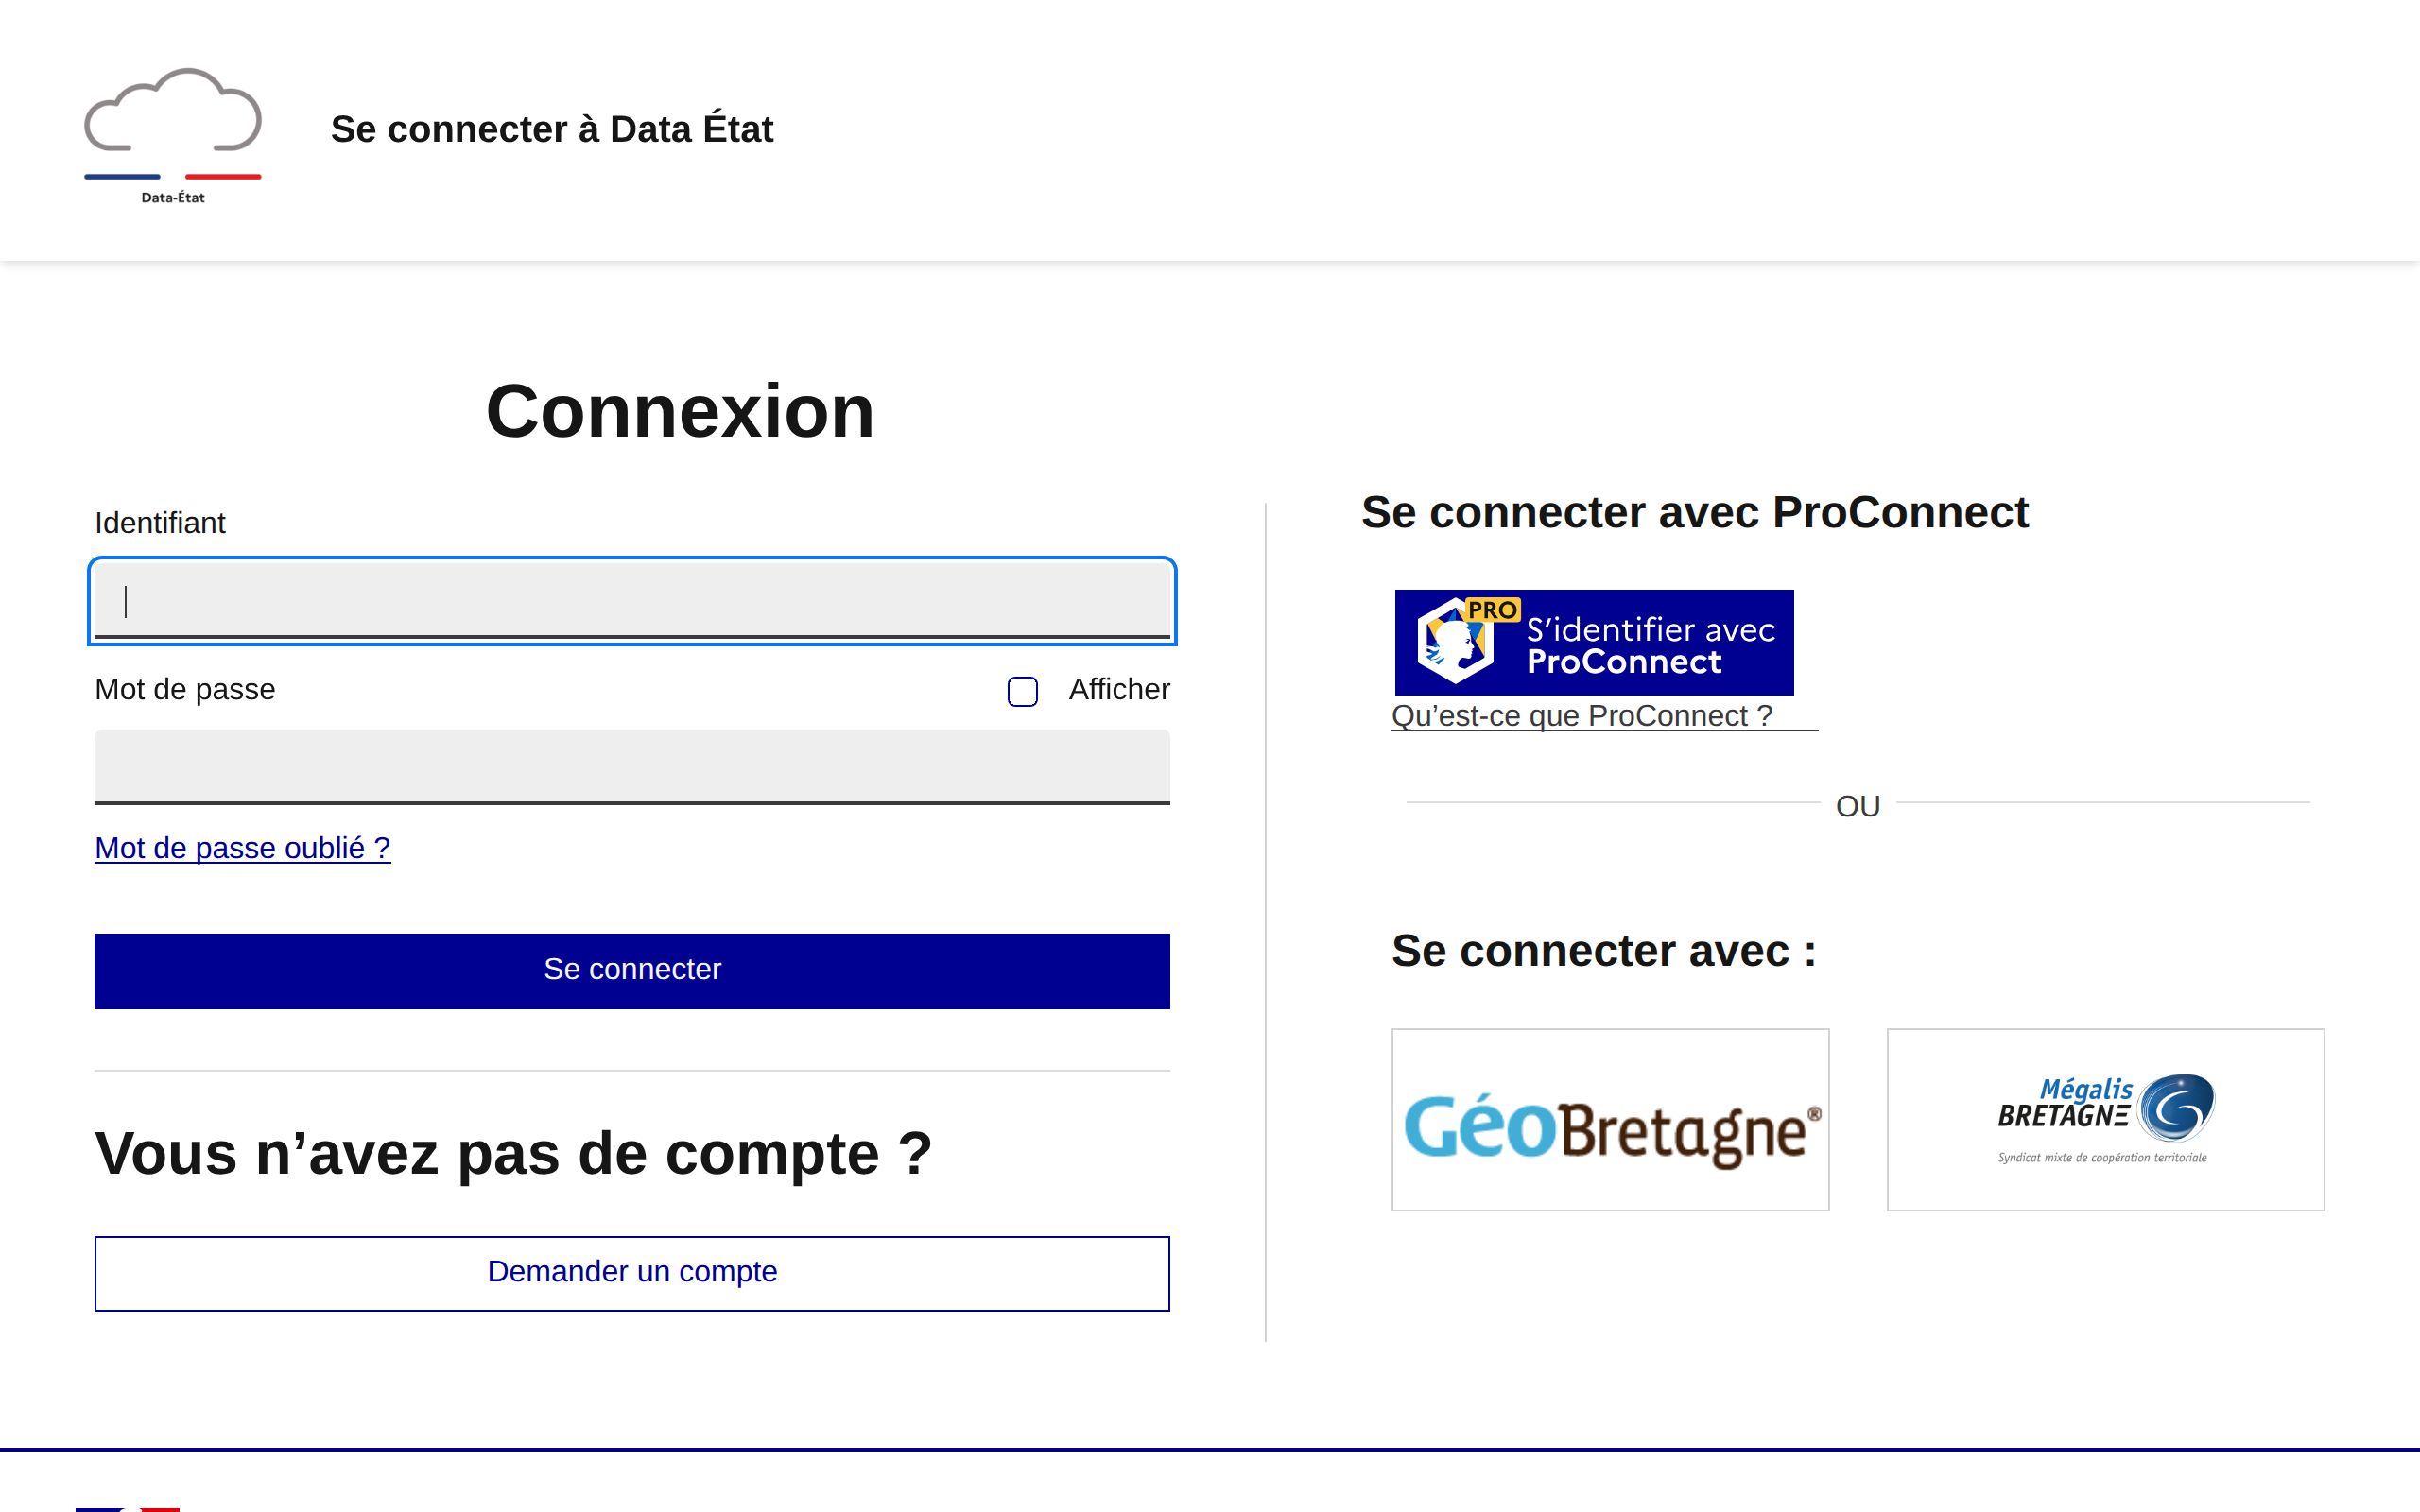 Data-État
Se connecter à Data État
Connexion
Identifiant
Mot de passe
Afficher
Mot de passe oublié ?
Se connecter
Vous n’avez pas de compte ?
Demander un compte
Se connecter avec ProConnect
PRO
S’identifier avec
ProConnect
Qu’est-ce que ProConnect ?
OU
Se connecter avec :
GéoBretagne®
Mégalis
BRETAGNE
Syndicat mixte de coopération territoriale